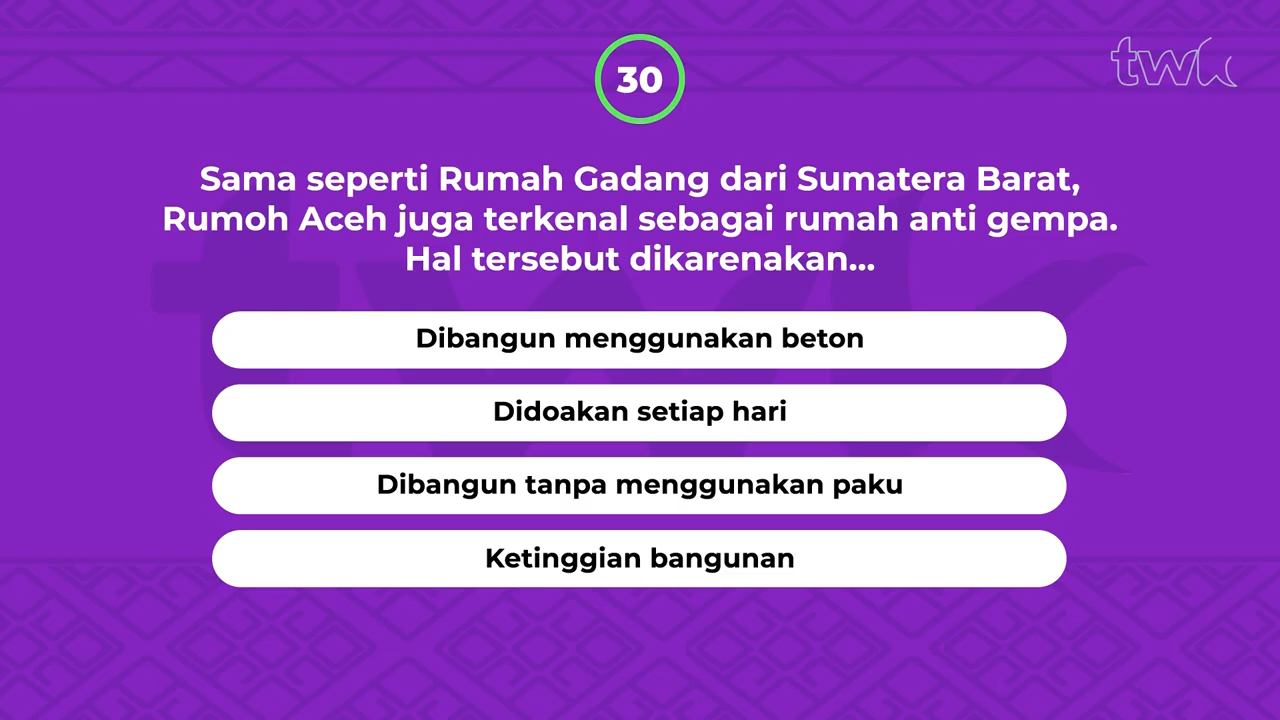 30
twk
Sama seperti Rumah Gadang dari Sumatera Barat,
Rumoh Aceh juga terkenal sebagai rumah anti gempa.
Hal tersebut dikarenakan...
Dibangun menggunakan beton
Didoakan setiap hari
Dibangun tanpa menggunakan paku
Ketinggian bangunan